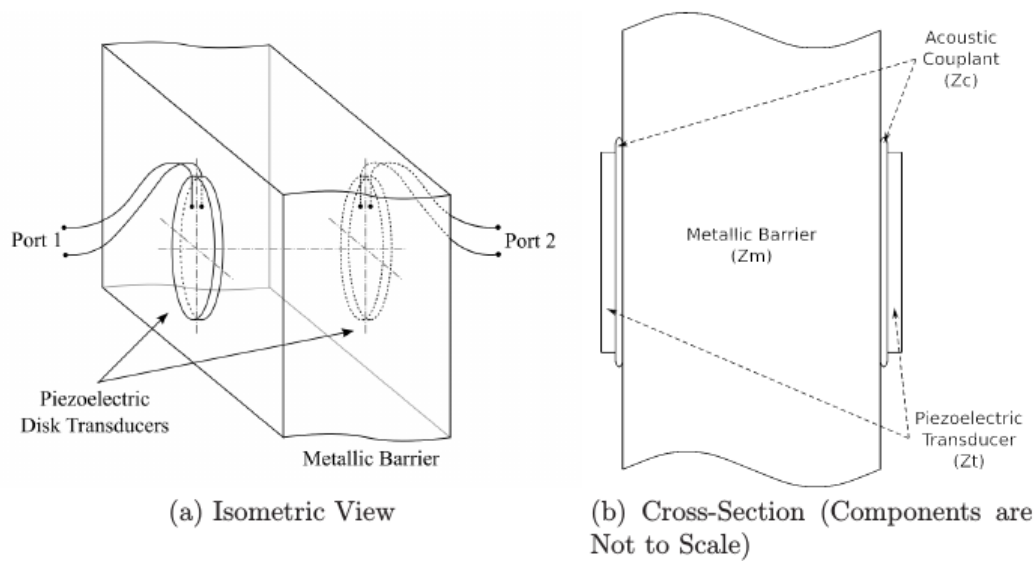 Port 1
Port 2
Piezoelectric
Disk Transducers
Metallic Barrier
(a) Isometric View
Acoustic
Couplant
(Zc)
Metallic Barrier
(Zm)
Piezoelectric
Transducer
(Zt)
(b) Cross-Section (Components are
Not to Scale)